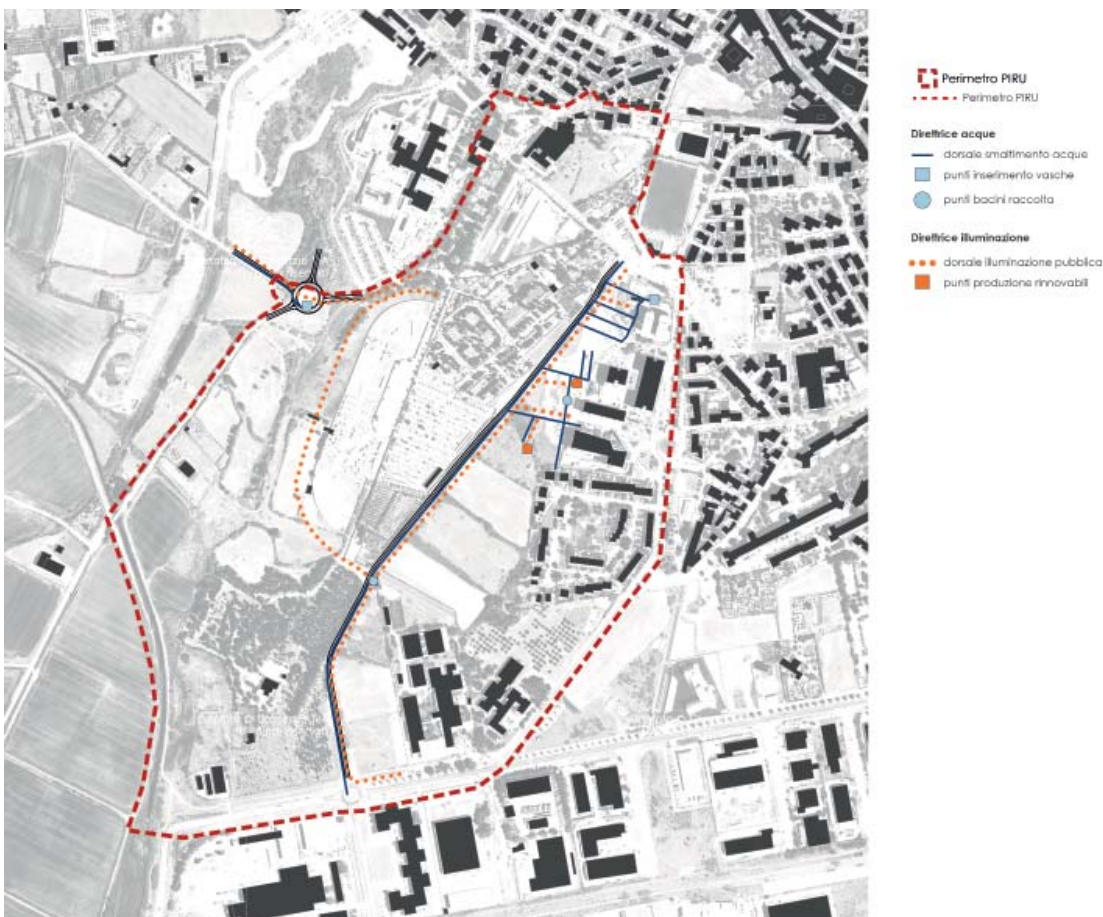 Perimetro PIRU
Perimetro PIRU
Direttrice acque
dorsale smaltimento acque
punti inserimento vasche
punti bacini raccolta
Direttrice illuminazione
dorsale illuminazione pubblica
punti produzione rinnovabili